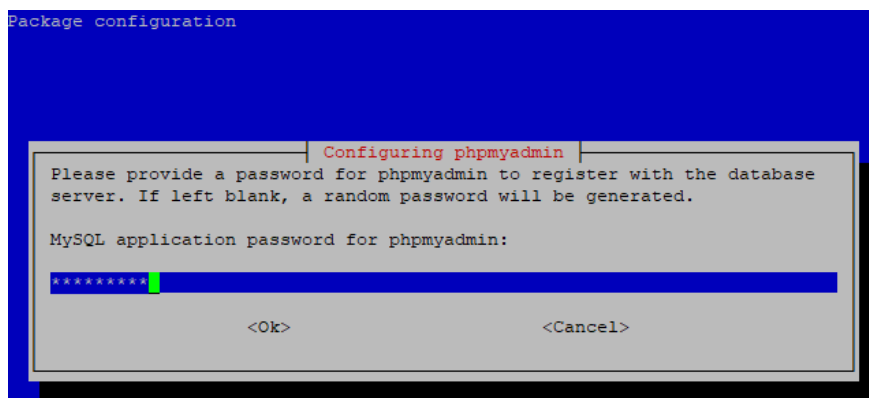 Package configuration
Configuring phpmyadmin
Please provide a password for phpmyadmin to register with the database
server. If left blank, a random password will be generated.
MySQL application password for phpmyadmin:
*********
<Ok> <Cancel>